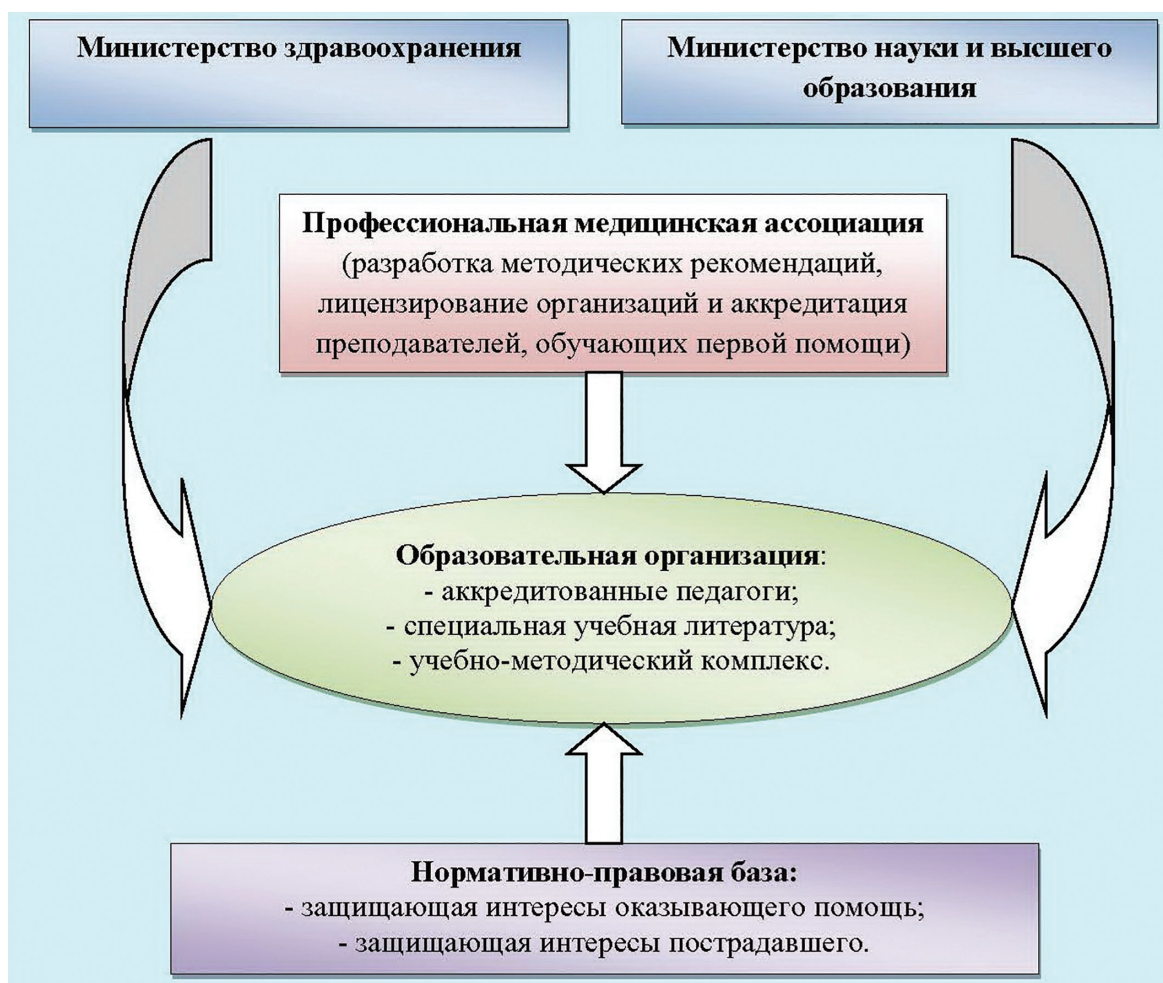 Министерство здравоохранения
Министерство науки и высшего
образования
Профессиональная медицинская ассоциация
(разработка методических рекомендаций,
лицензирование организаций и аккредитация
преподавателей, обучающих первой помощи)
Образовательная организация:
- аккредитованные педагоги;
- специальная учебная литература;
- учебно-методический комплекс.
Нормативно-правовая база:
- защищающая интересы оказывающего помощь;
- защищающая интересы пострадавшего.